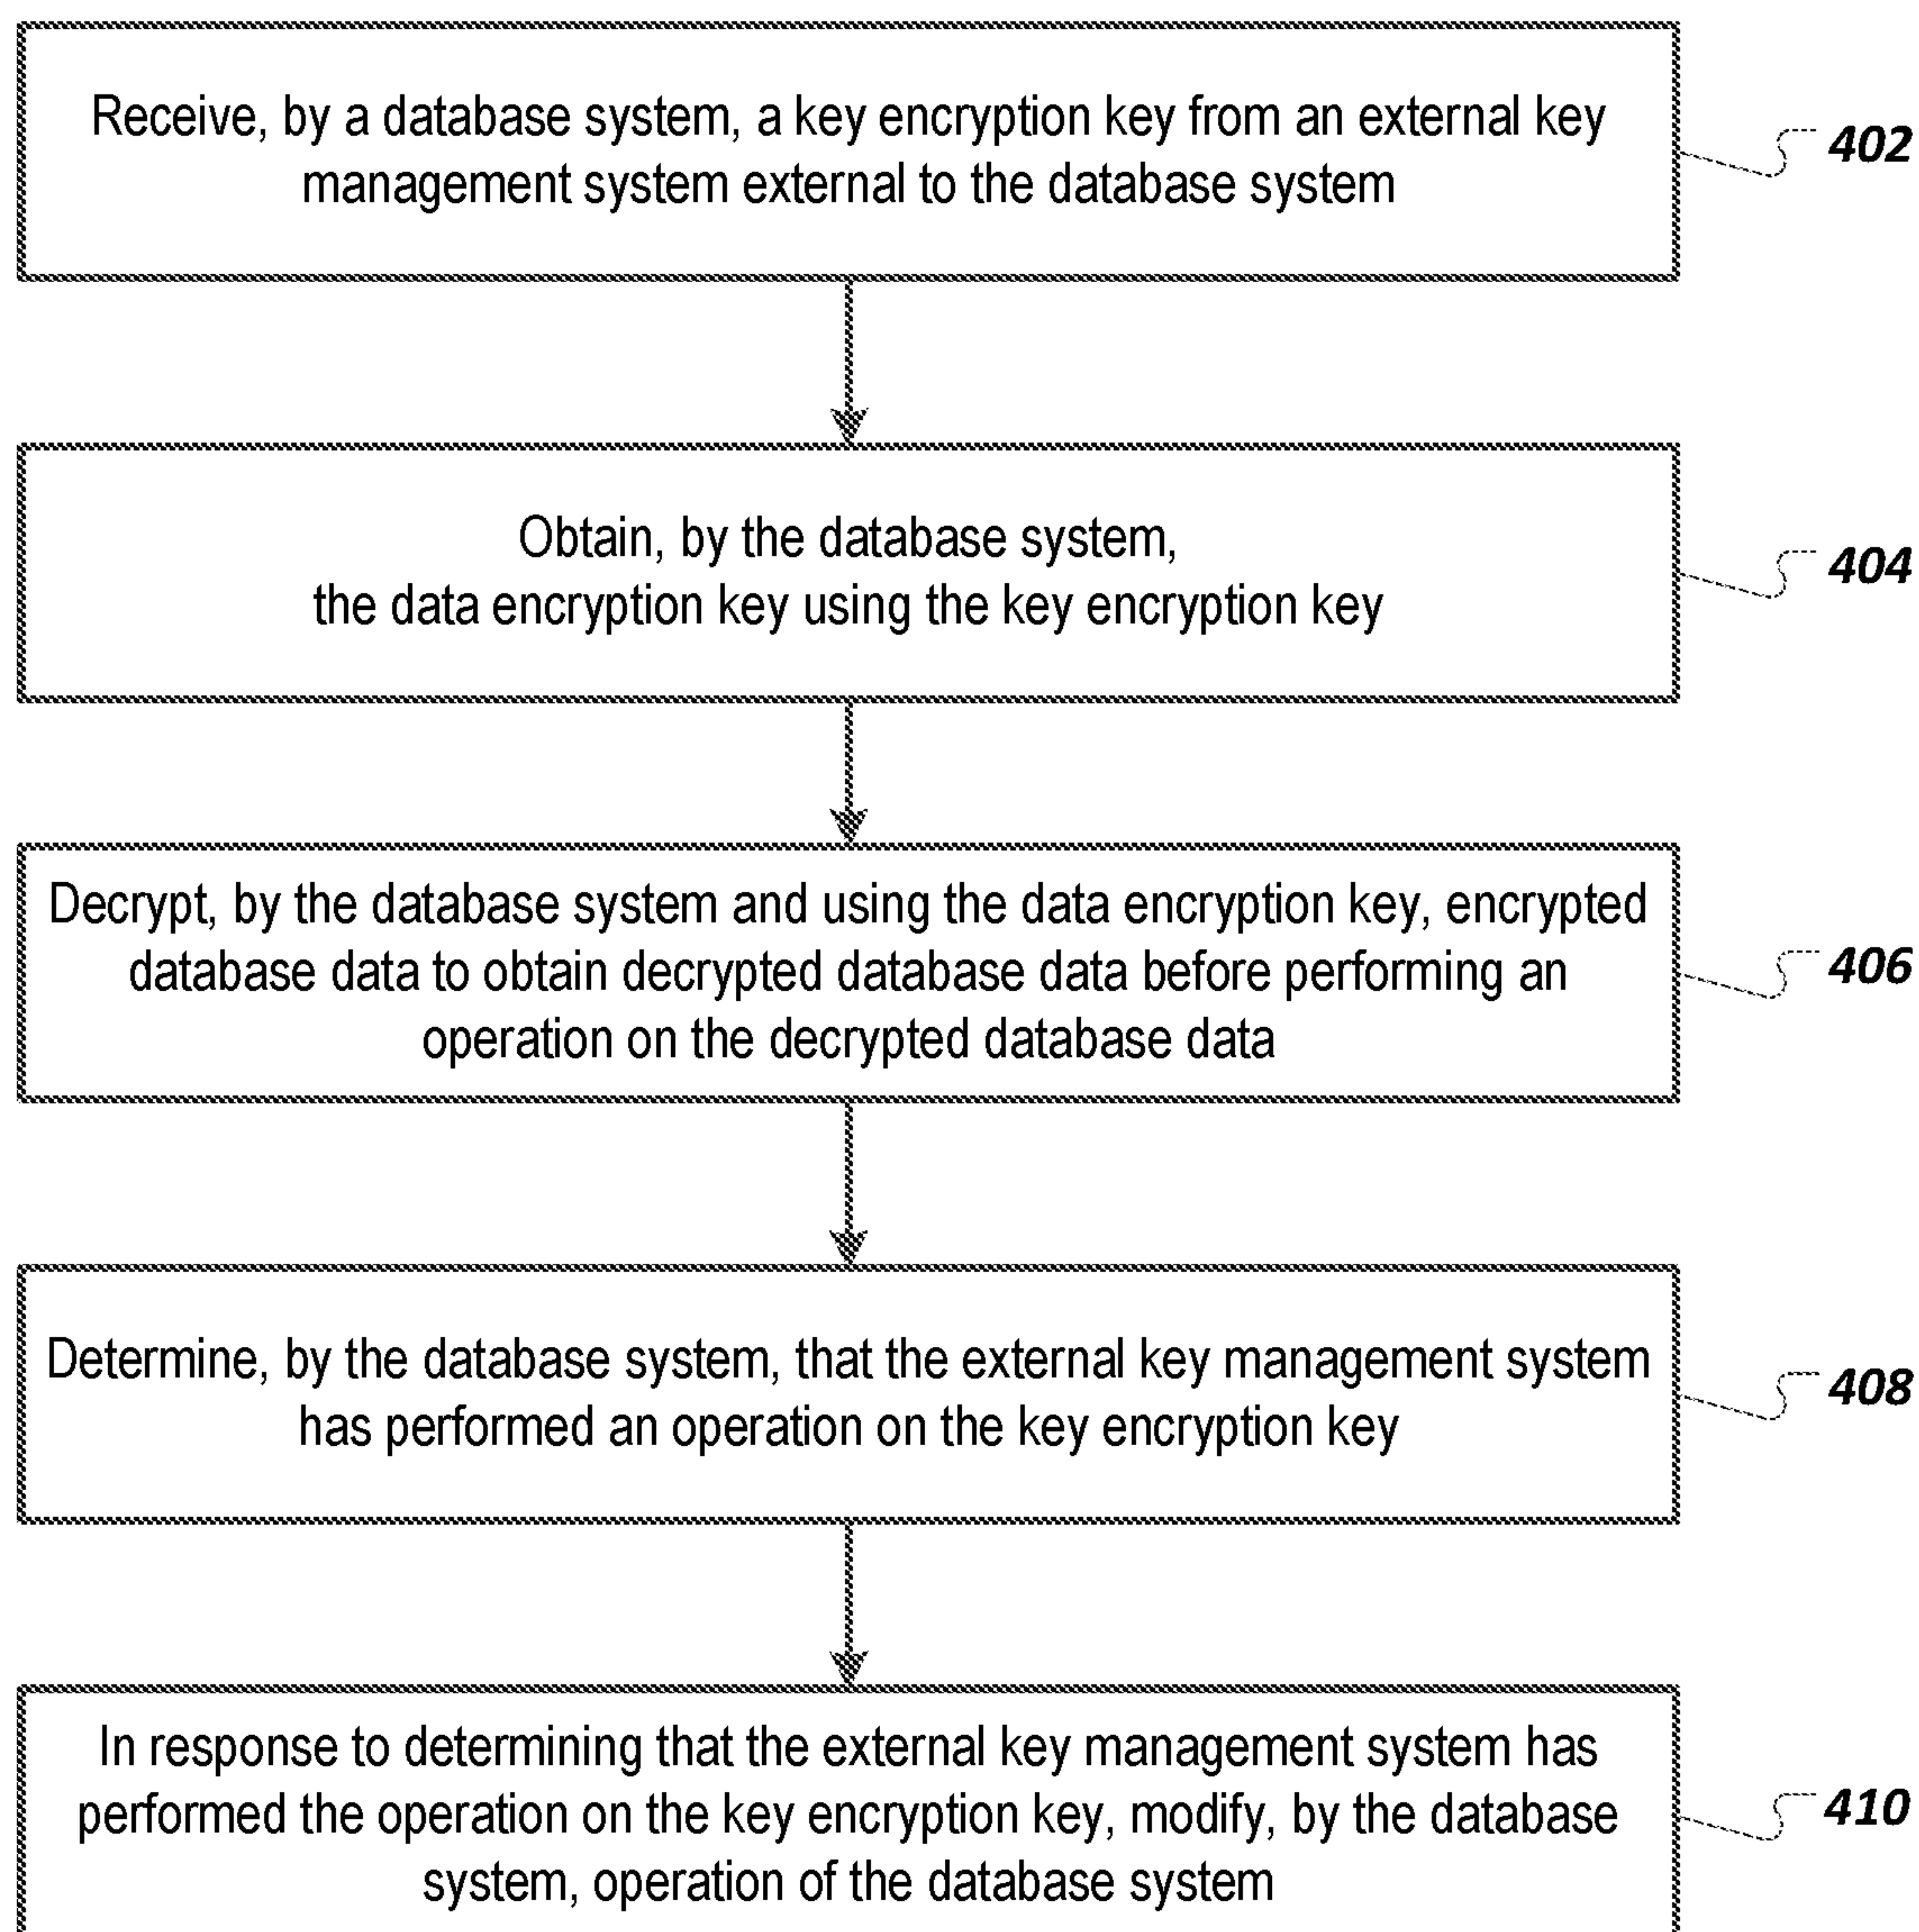 Receive, by a database system, a key encryption key from an external key
management system external to the database system
402
Obtain, by the database system,
the data encryption key using the key encryption key
404
Decrypt, by the database system and using the data encryption key, encrypted
database data to obtain decrypted database data before performing an
operation on the decrypted database data
406
Determine, by the database system, that the external key management system
has performed an operation on the key encryption key
408
In response to determining that the external key management system has
performed the operation on the key encryption key, modify, by the database
system, operation of the database system
410